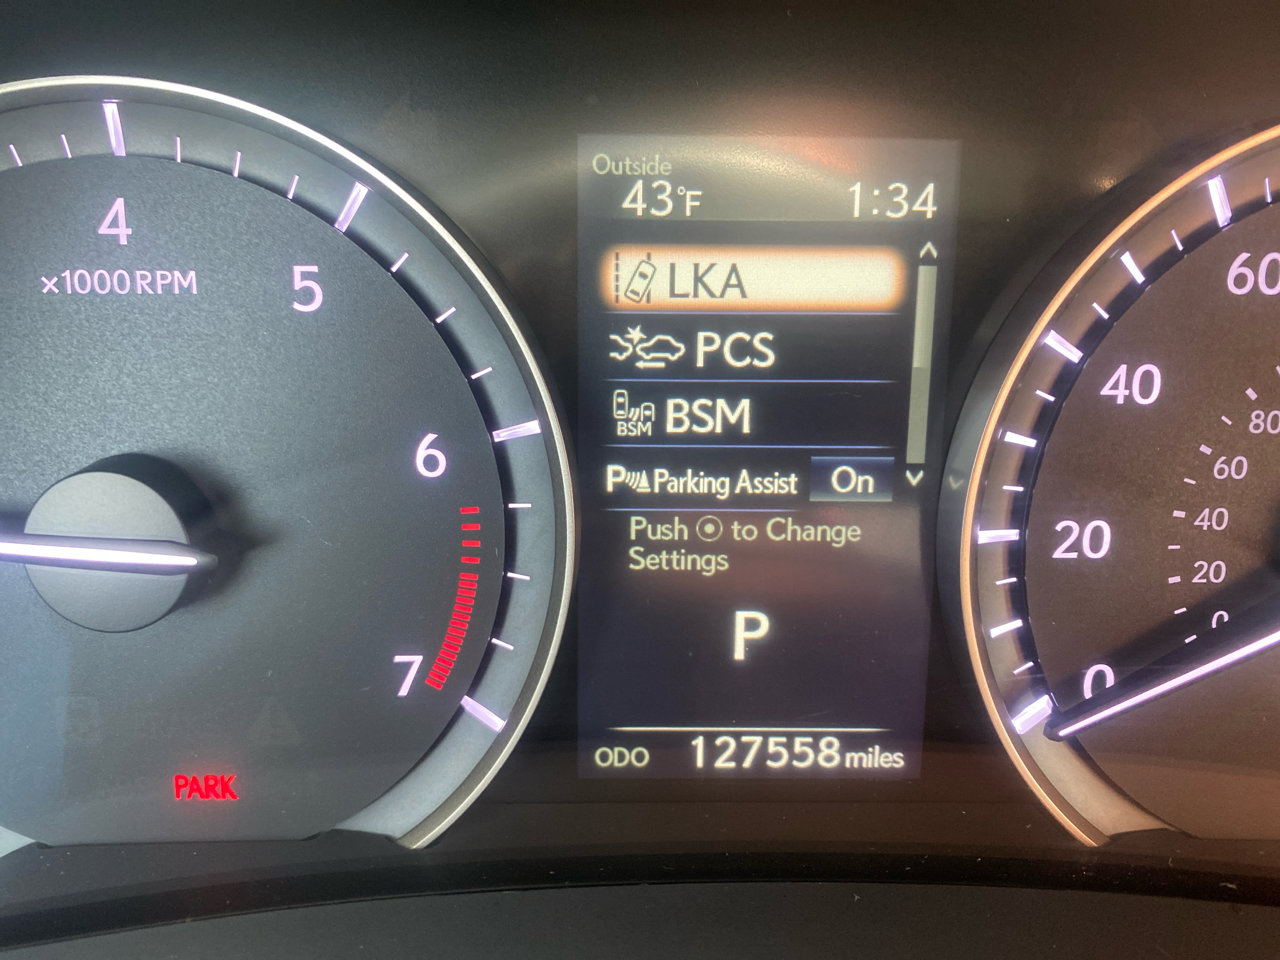 4
×1000 RPM
5
6
7
PARK
Outside
43°F 1:34
LKA
PCS
BSM
BSM
P Parking Assist On
Push to Change
Settings
P
ODO 127558 miles
60
40
20
0
80
60
40
20
0